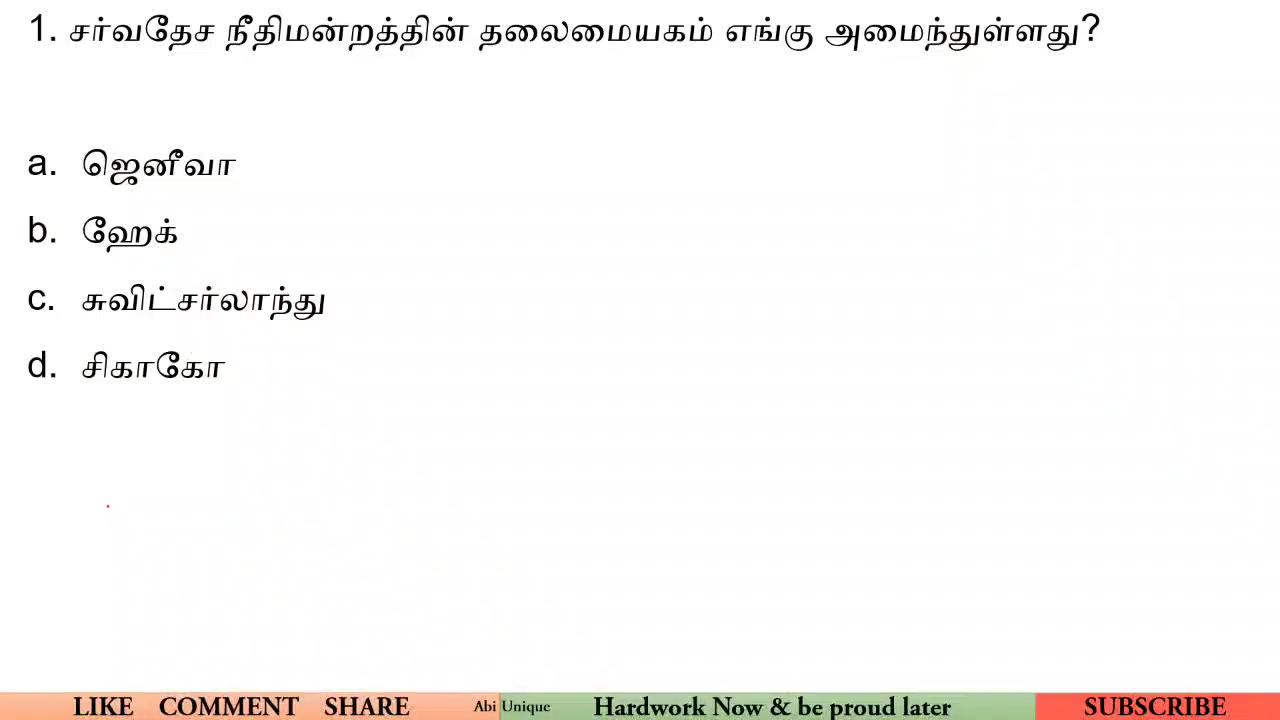 1. சர்வதேச நீதிமன்றத்தின் தலைமையகம் எங்கு அமைந்துள்ளது?
a. ஜெனீவா
b. ஹேக்
c. சுவிட்சர்லாந்து
d. சிகாகோ
LIKE COMMENT SHARE Abi Unique Hardwork Now & be proud later SUBSCRIBE